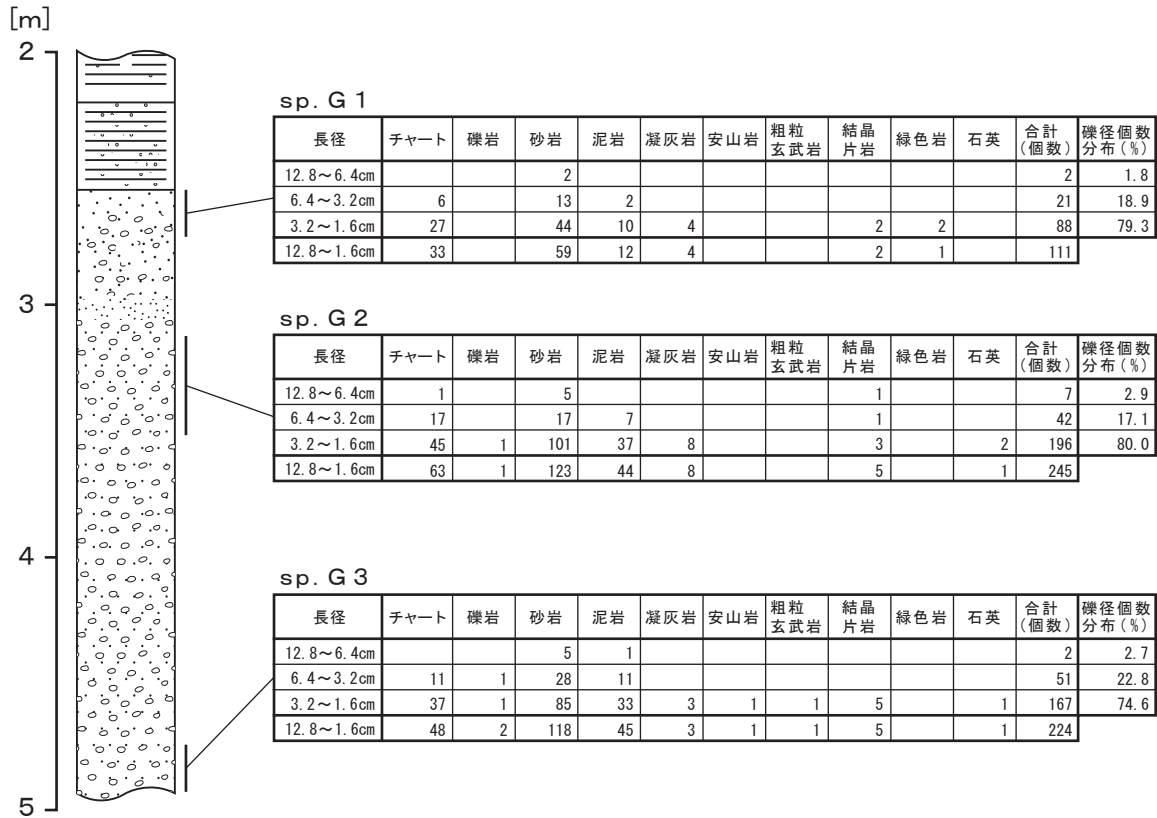 [m]
2
3
4
5
sp. G 1
長径 チャート 礫岩 砂岩 泥岩 凝灰岩 安山岩 粗粒玄武岩 結晶片岩 緑色岩 石英 合計(個数) 礫径個数分布(%)
12.8～6.4cm 2 2 1.8
6.4～3.2cm 6 13 2 21 18.9
3.2～1.6cm 27 44 10 4 2 2 88 79.3
12.8～1.6cm 33 59 12 4 2 1 111
sp. G 2
長径 チャート 礫岩 砂岩 泥岩 凝灰岩 安山岩 粗粒玄武岩 結晶片岩 緑色岩 石英 合計(個数) 礫径個数分布(%)
12.8～6.4cm 1 5 1 7 2.9
6.4～3.2cm 17 17 7 1 42 17.1
3.2～1.6cm 45 1 101 37 8 3 2 196 80.0
12.8～1.6cm 63 1 123 44 8 5 1 245
sp. G 3
長径 チャート 礫岩 砂岩 泥岩 凝灰岩 安山岩 粗粒玄武岩 結晶片岩 緑色岩 石英 合計(個数) 礫径個数分布(%)
12.8～6.4cm 5 1 2 2.7
6.4～3.2cm 11 1 28 11 51 22.8
3.2～1.6cm 37 1 85 33 3 1 1 5 1 167 74.6
12.8～1.6cm 48 2 118 45 3 1 1 5 1 224